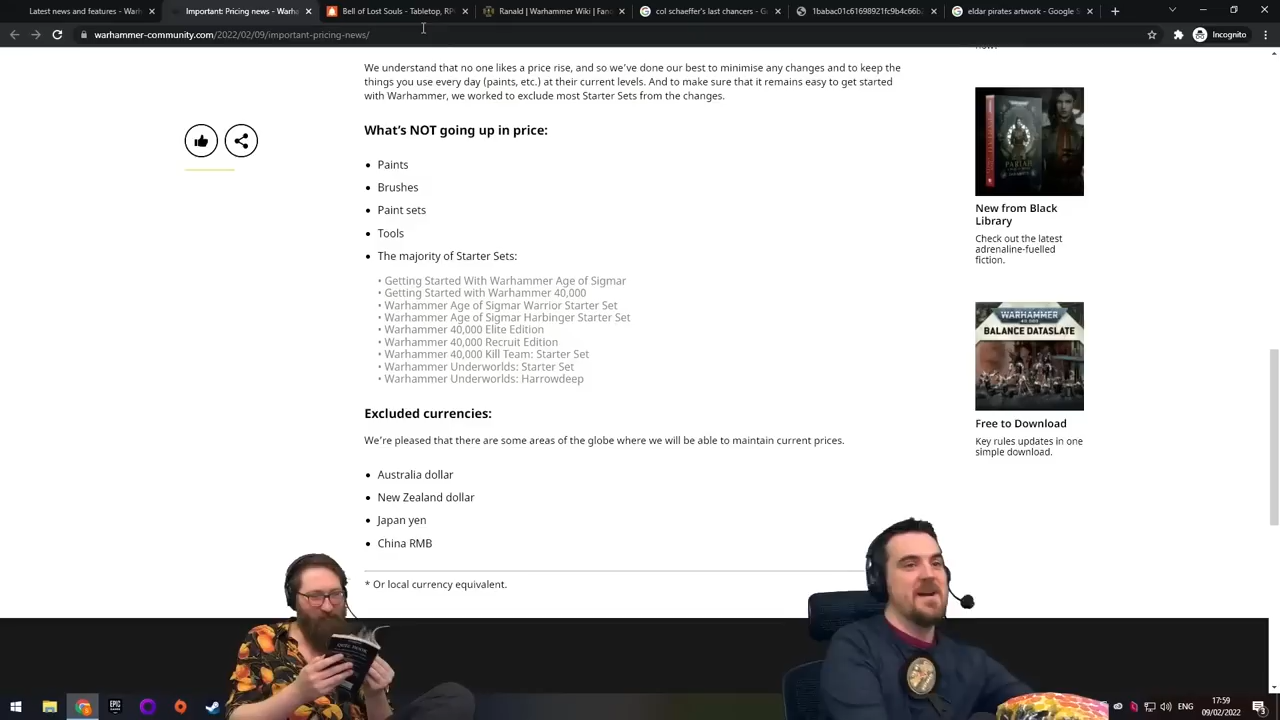 Latest news and features - Warh
Important: Pricing News - Warha
Bell of Lost Souls - Tabletop, RP
Ranald | Warhammer Wiki | Fan
col schaeffer's last chances - G
1babac01c61698921fc9b4c66b
eldar pirates artwork - Google S
warhammer-community.com/2022/02/09/important-pricing-news/
Incognito
We understand that no one likes a price rise, and so we've done our best to minimise any changes and to keep the
things you use every day (paints, etc.) at their current levels. And to make sure that it remains easy to get started
with Warhammer, we worked to exclude most Starter Sets from the changes.
What's NOT going up in price:
• Paints
• Brushes
• Paint sets
• Tools
• The majority of Starter Sets:
• Getting Started With Warhammer Age of Sigmar
• Getting Started with Warhammer 40,000
• Warhammer Age of Sigmar Warrior Starter Set
• Warhammer Age of Sigmar Harbinger Starter Set
• Warhammer 40,000 Elite Edition
• Warhammer 40,000 Recruit Edition
• Warhammer 40,000 Kill Team: Starter Set
• Warhammer Underworlds: Starter Set
• Warhammer Underworlds: Harrowdeep
Excluded currencies:
We're pleased that there are some areas of the globe where we will be able to maintain current prices.
• Australia dollar
• New Zealand dollar
• Japan yen
• China RMB
* Or local currency equivalent.
PARIAH
New from Black
Library
Check out the latest
adrenaline-fuelled
fiction.
WARHAMMER
40,000
BALANCE DATASLATE
Free to Download
Key rules updates in one
simple download.
EPIC
ENG
17:59
09/02/2022